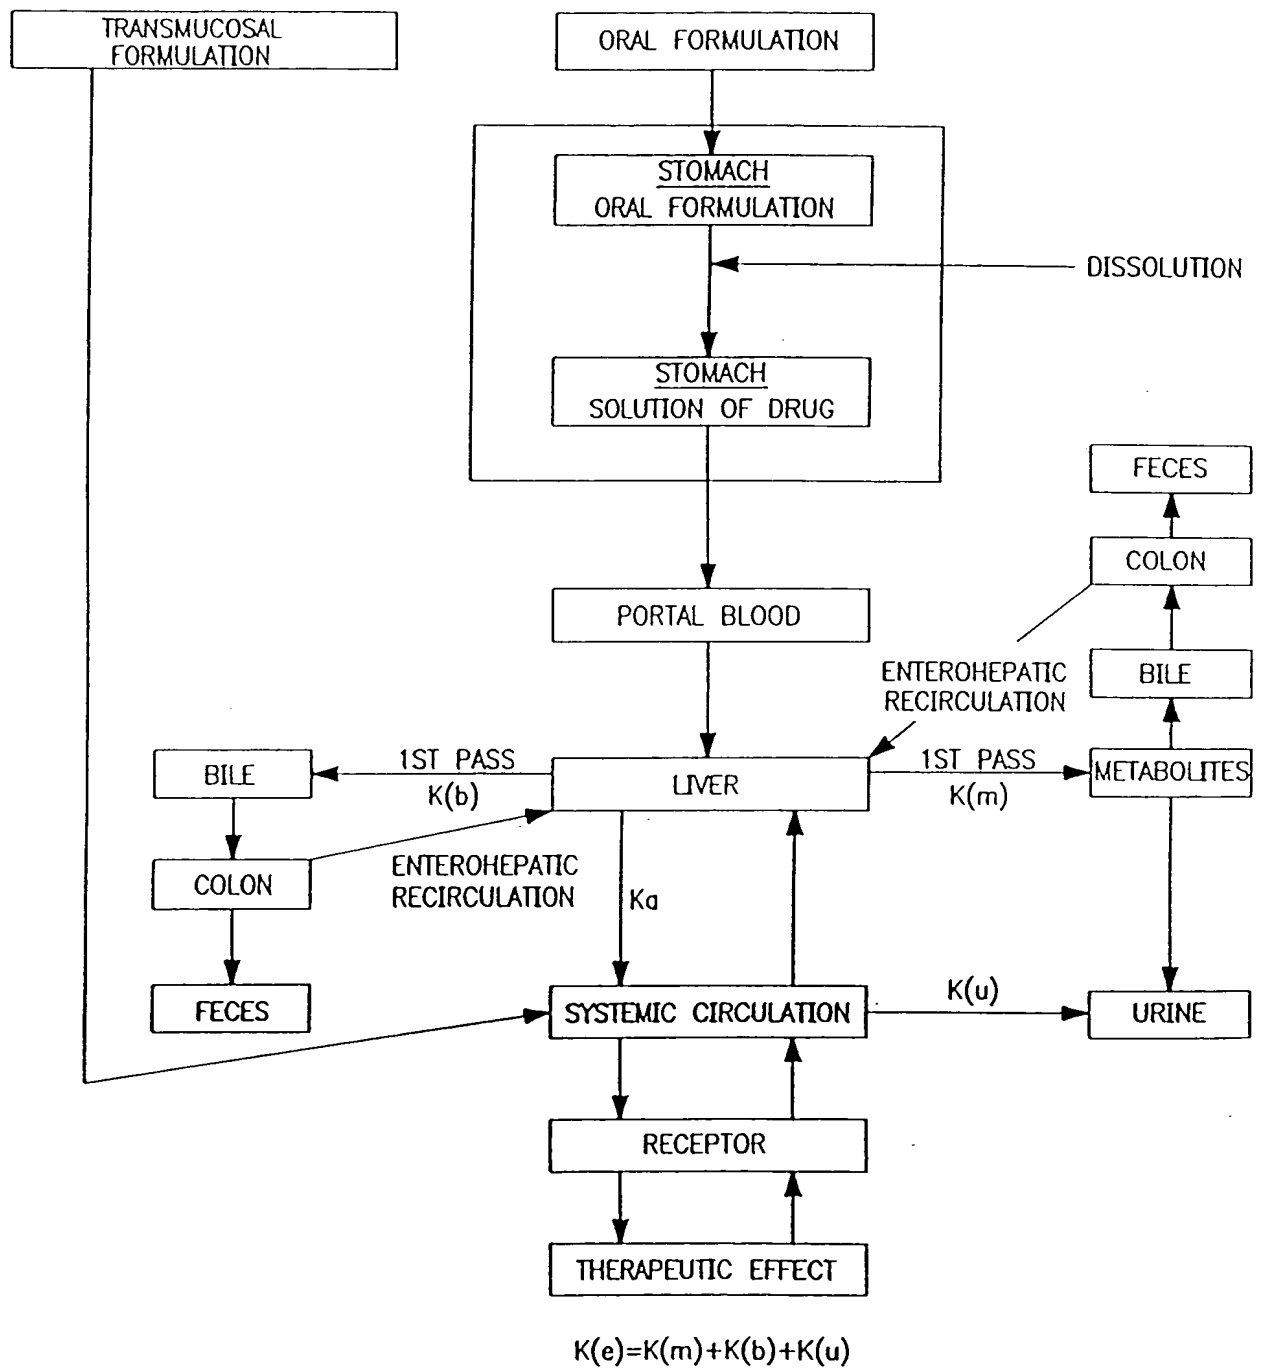 TRANSMUCOSAL
FORMULATION
ORAL FORMULATION
STOMACH
ORAL FORMULATION
DISSOLUTION
STOMACH
SOLUTION OF DRUG
FECES
COLON
PORTAL BLOOD
ENTEROHEPATIC
RECIRCULATION
BILE
BILE
1ST PASS
K(b)
LIVER
1ST PASS
K(m)
METABOLITES
COLON
ENTEROHEPATIC
RECIRCULATION
Ka
FECES
SYSTEMIC CIRCULATION
K(u)
URINE
RECEPTOR
THERAPEUTIC EFFECT
K(e)=K(m)+K(b)+K(u)